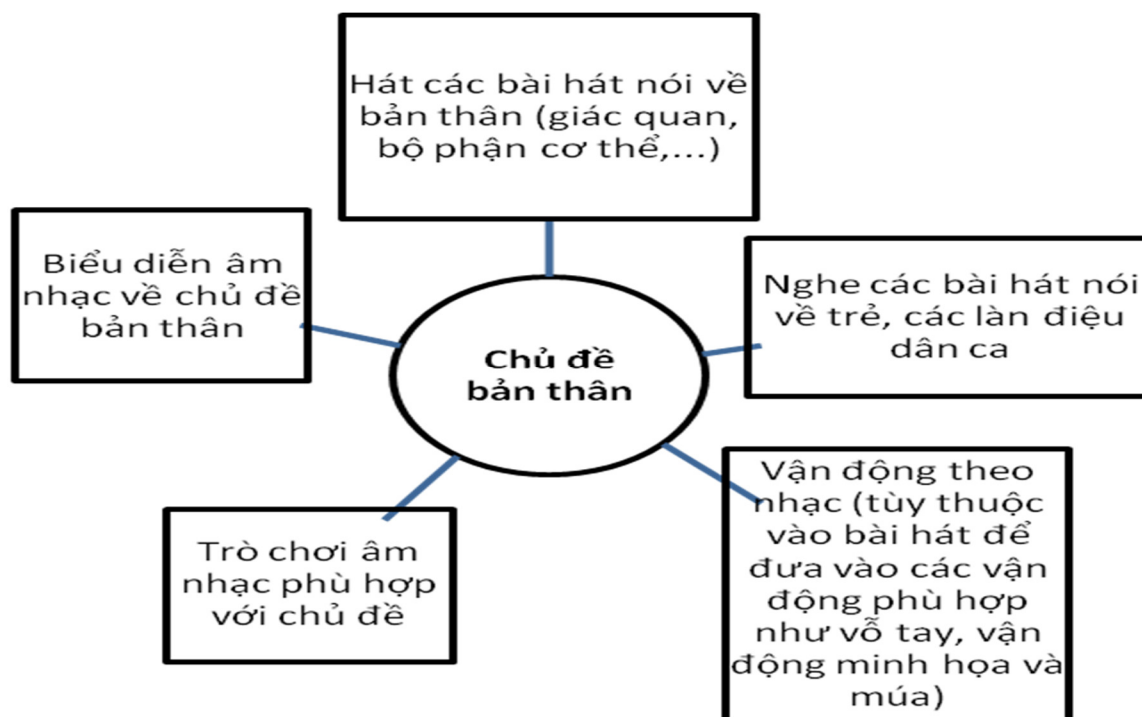 Hát các bài hát nói về
bản thân (giác quan,
bộ phận cơ thể,...)
Biểu diễn âm
nhạc về chủ đề
bản thân
Nghe các bài hát nói
về trẻ, các làn điệu
dân ca
Chủ đề
bản thân
Trò chơi âm
nhạc phù hợp
với chủ đề
Vận động theo
nhạc (tùy thuộc
vào bài hát để
đưa vào các vận
động phù hợp
như vỗ tay, vận
động minh họa và
múa)